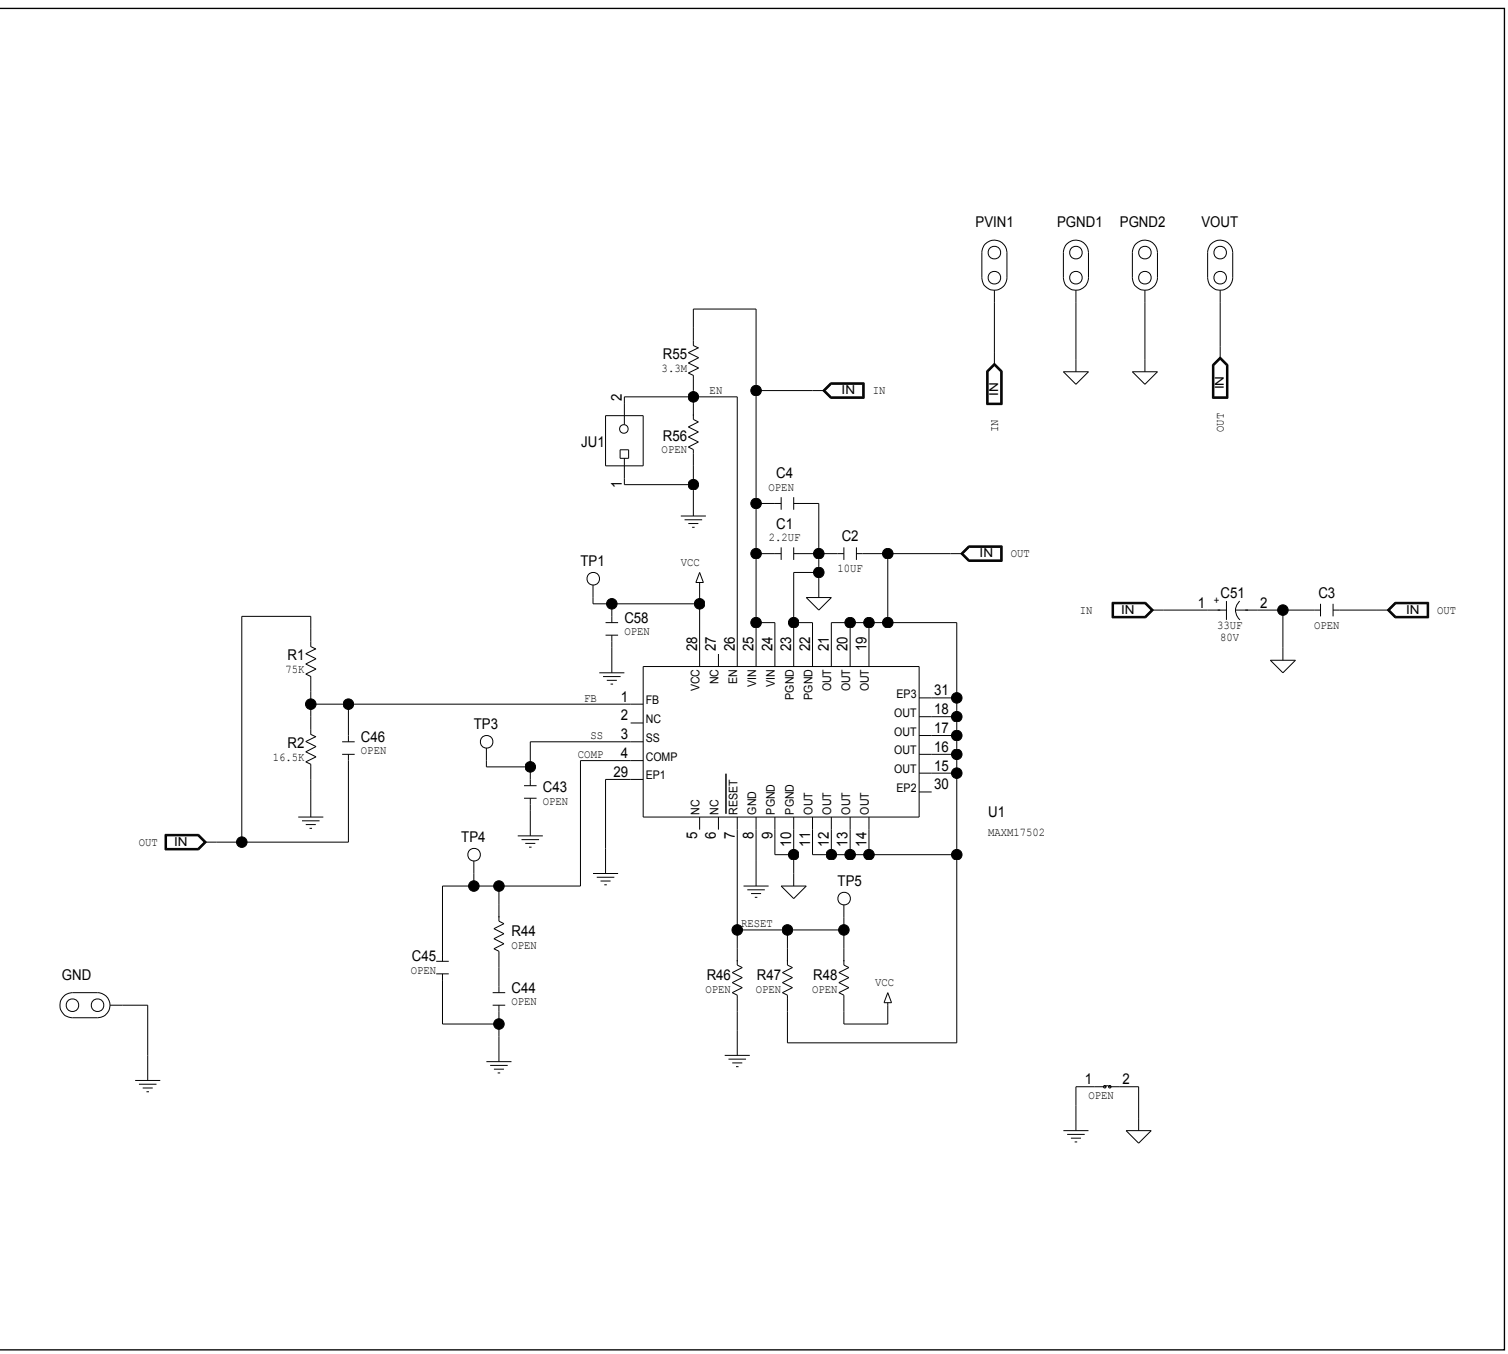 PVIN1 PGND1 PGND2 VOUT
IN IN
IN OUT
R55
3.3M
EN
IN IN
2
JU1
R56
OPEN
1
C4
OPEN
C1
2.2UF
C2
10UF
IN OUT
TP1
VCC
C58
OPEN
IN IN
1 + C51 2
33UF
80V
C3
OPEN
IN OUT
28 27 26 25 24 23 22 21 20 19
VCC NC EN VIN VIN PGND PGND OUT OUT OUT
R1
75K
R2
16.5K
C46
OPEN
OUT IN
FB 1 FB
2 NC
SS 3 SS
COMP 4 COMP
29 EP1
TP3
C43
OPEN
EP3 31
OUT 18
OUT 17
OUT 16
OUT 15
EP2 30
NC NC RESET GND PGND PGND OUT OUT OUT OUT
5 6 7 8 9 10 11 12 13 14
U1
MAXM17502
TP4
C45
OPEN
R44
OPEN
C44
OPEN
TP5
RESET
R46
OPEN
R47
OPEN
R48
OPEN
VCC
GND
1 2
OPEN